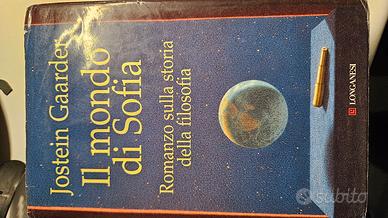 Jostein Gaarder
Il mondo
di Sofia
Romanzo sulla storia
della filosofia
LONGANESI
subito